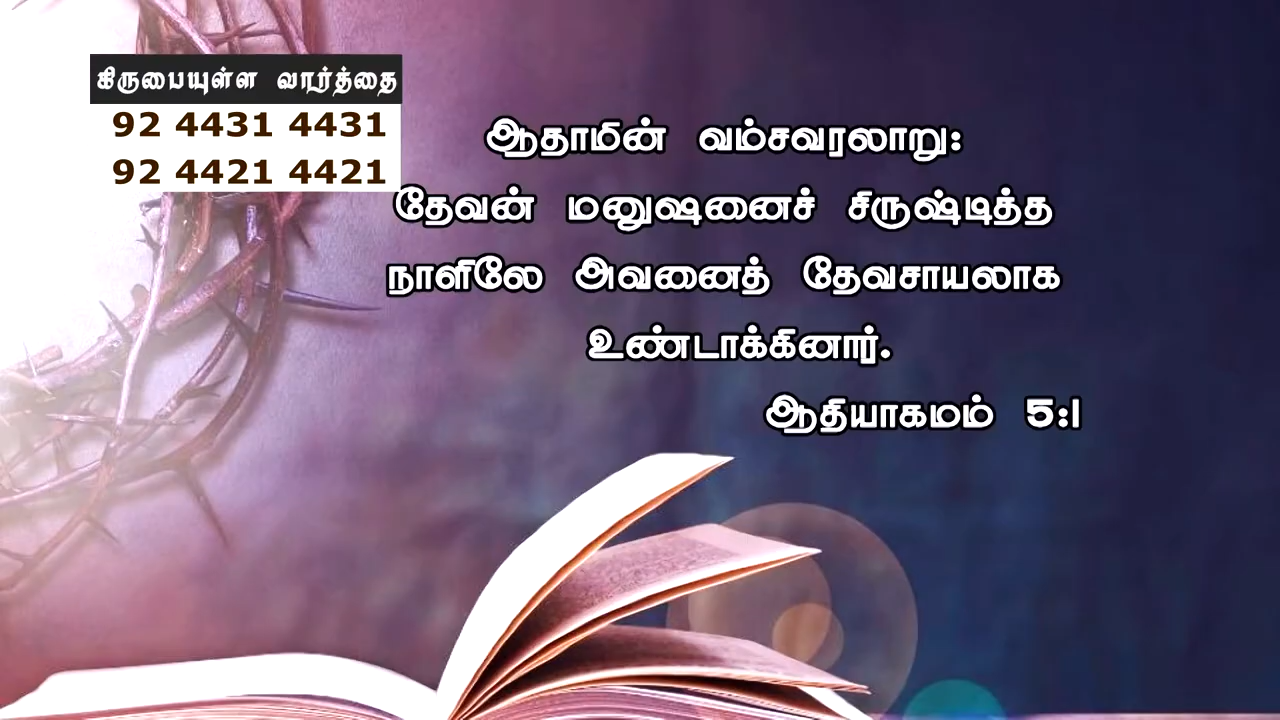 கிருபையுள்ள வார்த்தை
92 4431 4431
92 4421 4421
ஆதாமின் வம்சவரலாறு:
தேவன் மனுஷனைச் சிருஷ்டித்த
நாளிலே அவனைத் தேவசாயலாக
உண்டாக்கினார்.
ஆதியாகமம் 5:1